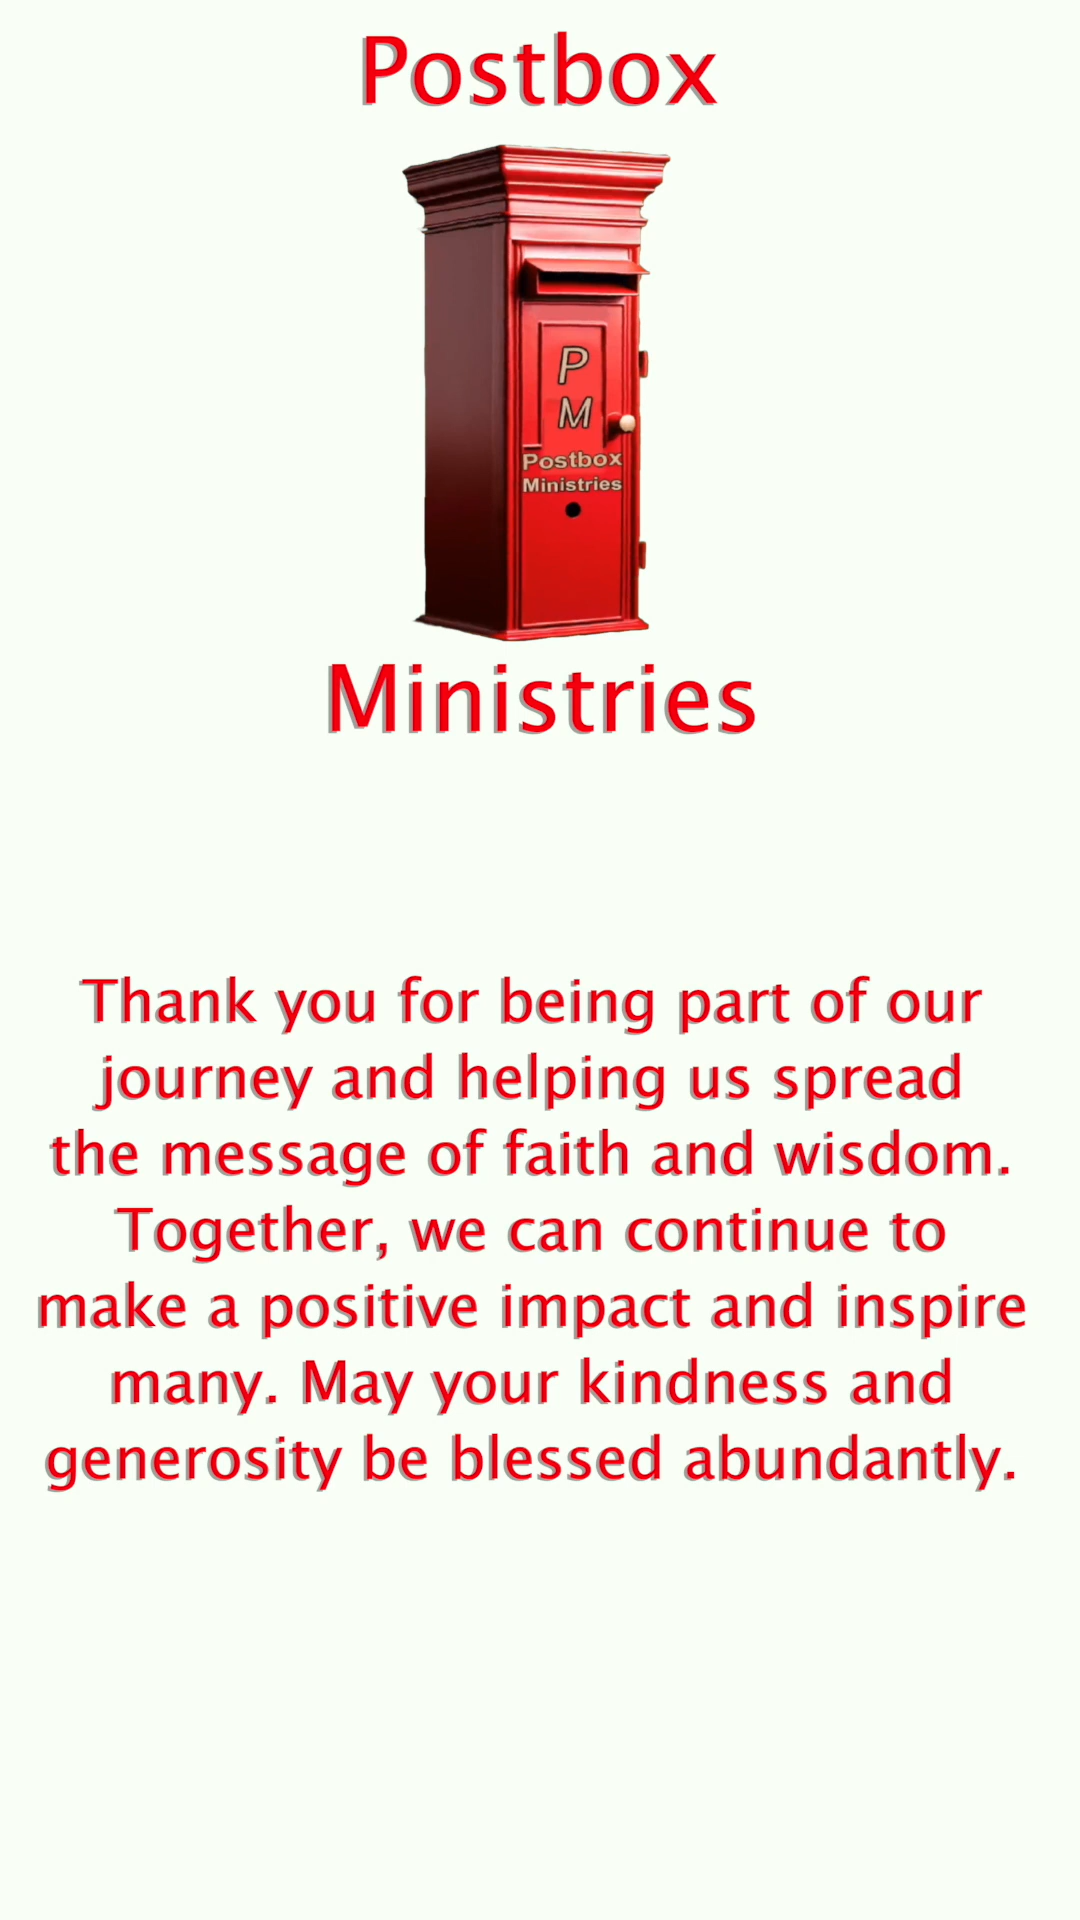 Postbox
P
M
Postbox
Ministries
Ministries
Thank you for being part of our
journey and helping us spread
the message of faith and wisdom.
Together, we can continue to
make a positive impact and inspire
many. May your kindness and
generosity be blessed abundantly.